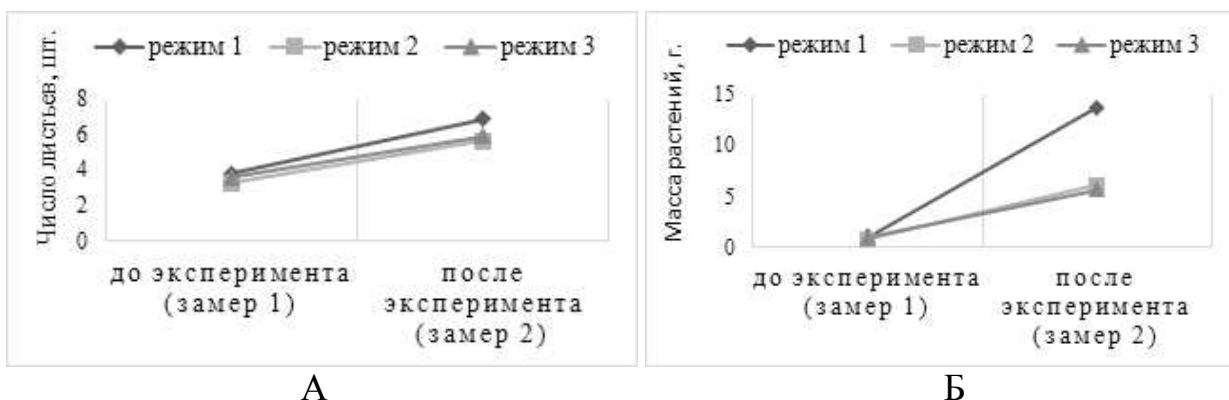 Число листьев, шт.
режим 1 режим 2 режим 3
8
6
4
2
0
до эксперимента
(замер 1)
после
эксперимента
(замер 2)
А
Масса растений, г.
режим 1 режим 2 режим 3
15
10
5
0
до эксперимента
(замер 1)
после
эксперимента
(замер 2)
Б